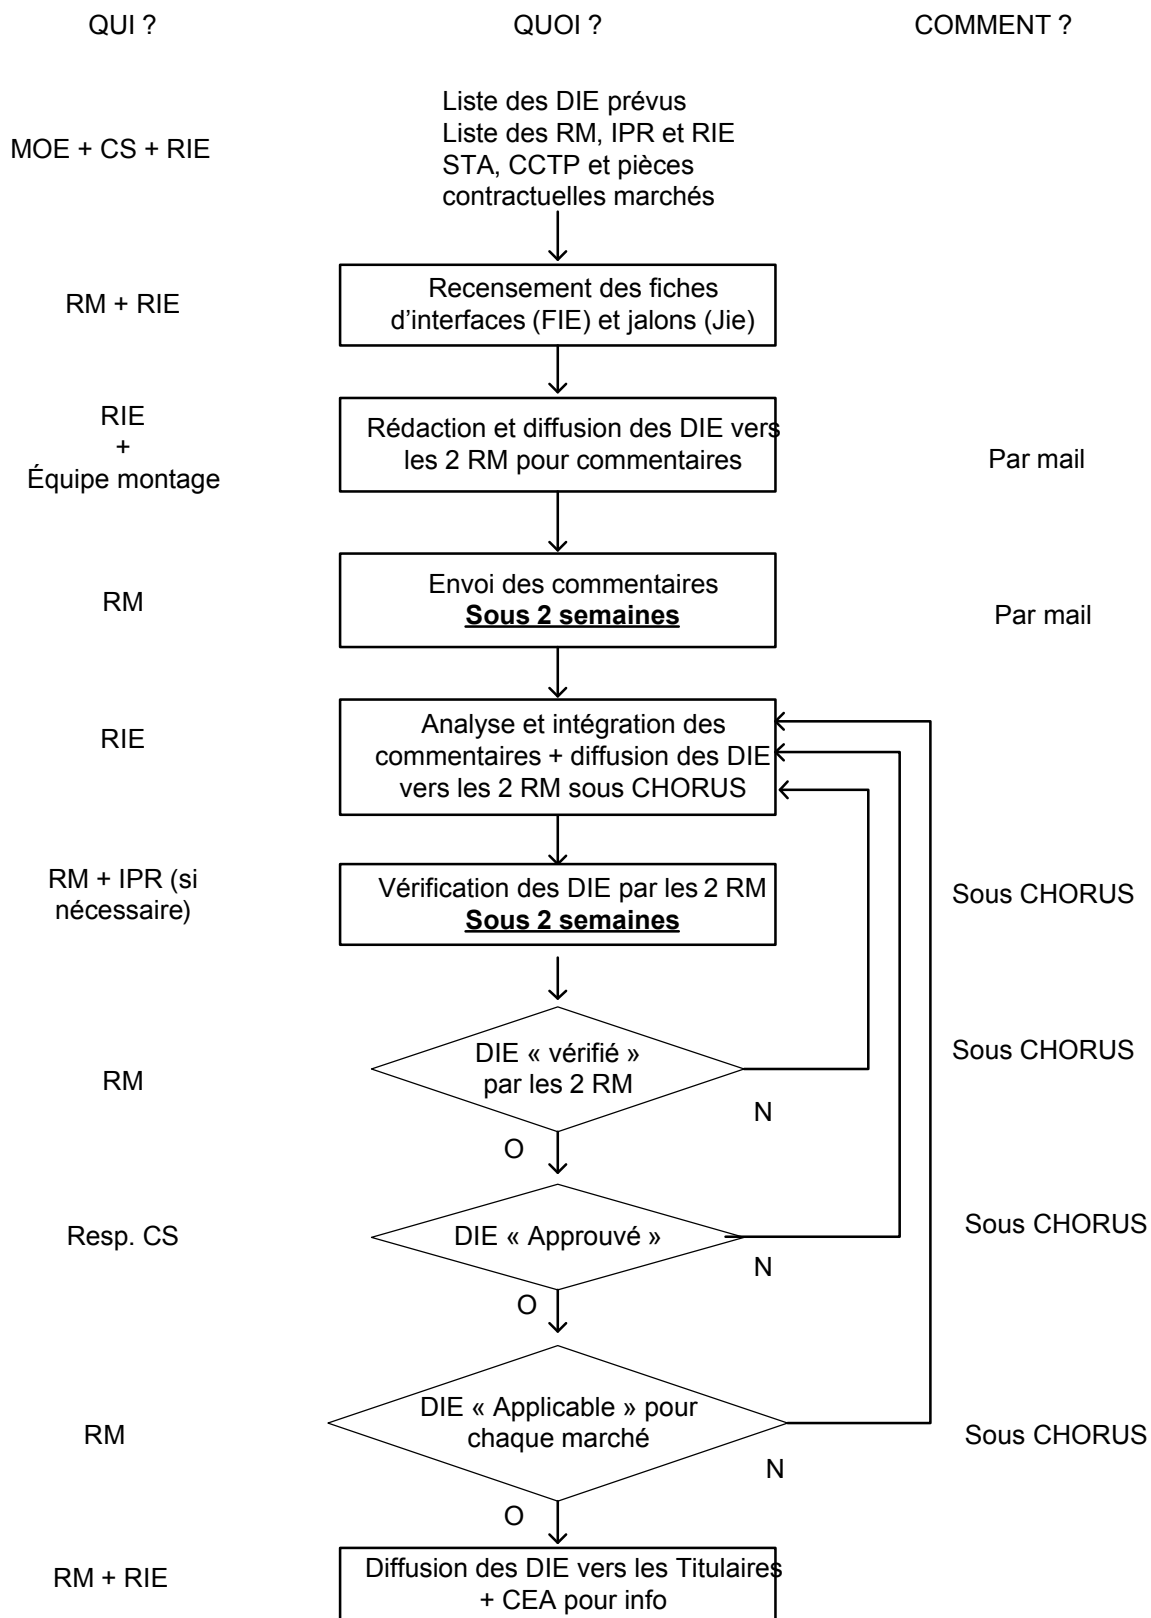 QUI ?
QUOI ?
COMMENT ?
MOE + CS + RIE
Liste des DIE prévus
Liste des RM, IPR et RIE
STA, CCTP et pièces
contractuelles marchés
RM + RIE
Recensement des fiches
d’interfaces (FIE) et jalons (Jie)
RIE
+
Équipe montage
Rédaction et diffusion des DIE vers
les 2 RM pour commentaires
Par mail
RM
Envoi des commentaires
Sous 2 semaines
Par mail
RIE
Analyse et intégration des
commentaires + diffusion des DIE
vers les 2 RM sous CHORUS
RM + IPR (si
nécessaire)
Vérification des DIE par les 2 RM
Sous 2 semaines
Sous CHORUS
RM
DIE « vérifié »
par les 2 RM
Sous CHORUS
N
O
Resp. CS
DIE « Approuvé »
Sous CHORUS
N
O
RM
DIE « Applicable » pour
chaque marché
Sous CHORUS
N
O
RM + RIE
Diffusion des DIE vers les Titulaires
+ CEA pour info